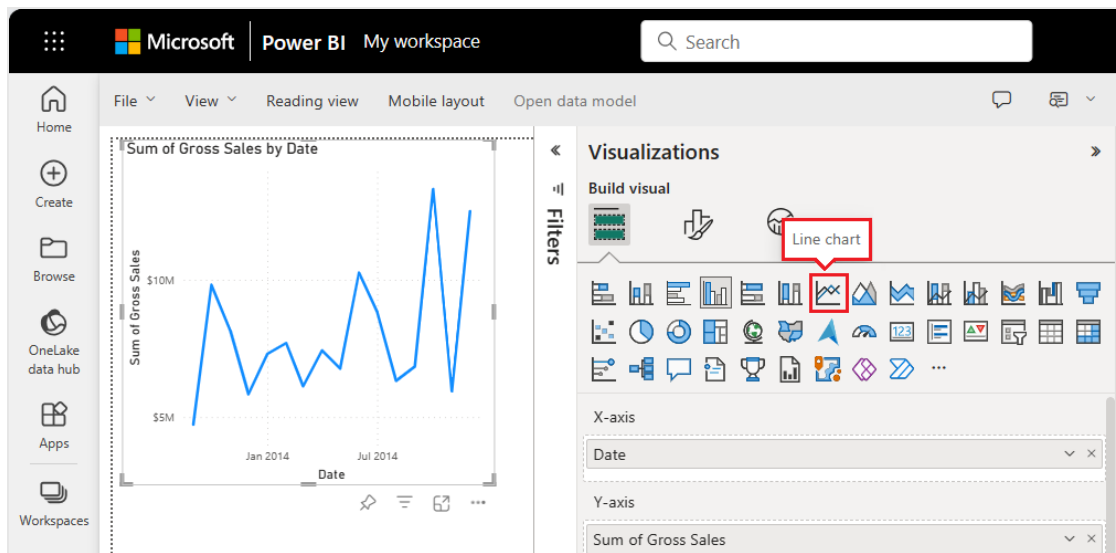 Microsoft Power BI My workspace Search
File View Reading view Mobile layout Open data model
Home
Create
Browse
OneLake
data hub
Apps
Workspaces
Sum of Gross Sales by Date
Sum of Gross Sales
$10M
$5M
Jan 2014 Jul 2014
Date
Filters
Visualizations
Build visual
Line chart
123
X-axis
Date
Y-axis
Sum of Gross Sales